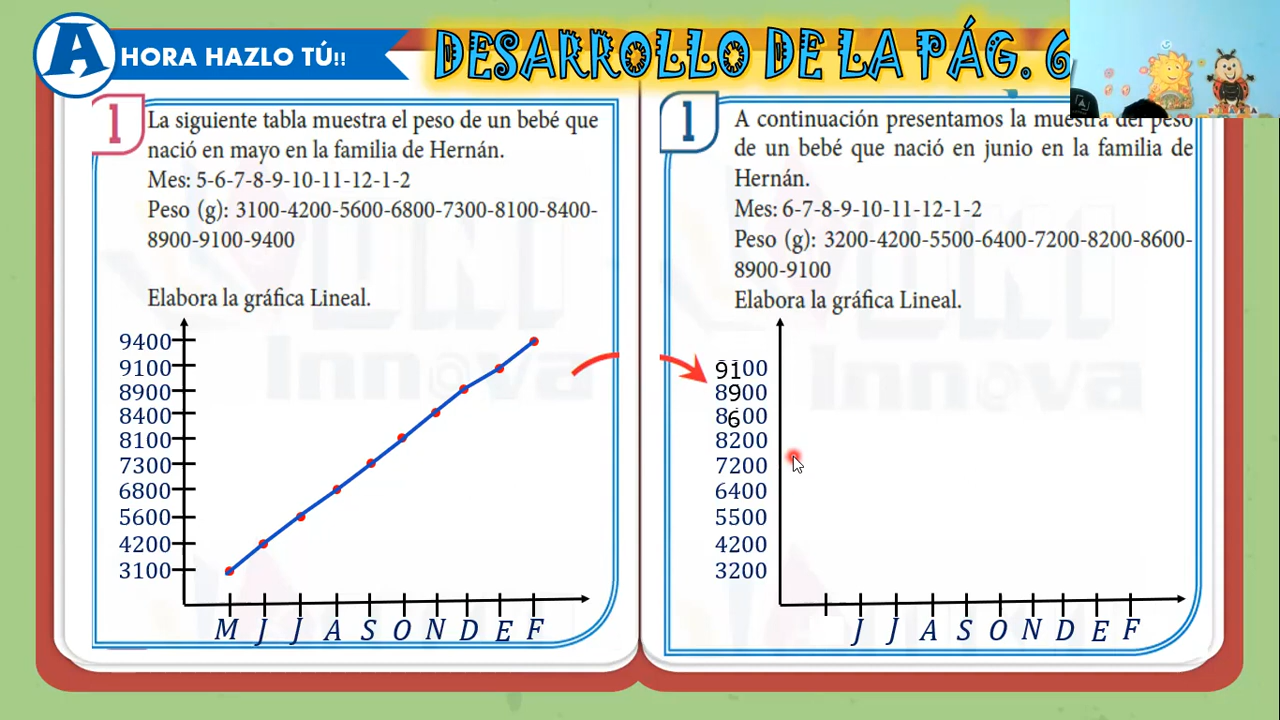 AHORA HAZLO TÚ!!
DESARROLLO DE LA PÁG. 6
1
La siguiente tabla muestra el peso de un bebé que
nació en mayo en la familia de Hernán.
Mes: 5-6-7-8-9-10-11-12-1-2
Peso (g): 3100-4200-5600-6800-7300-8100-8400-
8900-9100-9400
Elabora la gráfica Lineal.
9400
9100
8900
8400
8100
7300
6800
5600
4200
3100
M J J A S O N D E F
1
A continuación presentamos la muestra del peso
de un bebé que nació en junio en la familia de
Hernán.
Mes: 6-7-8-9-10-11-12-1-2
Peso (g): 3200-4200-5500-6400-7200-8200-8600-
8900-9100
Elabora la gráfica Lineal.
9100
8900
8600
8200
7200
6400
5500
4200
3200
J J A S O N D E F
UNI
Innova
UNI
Innova